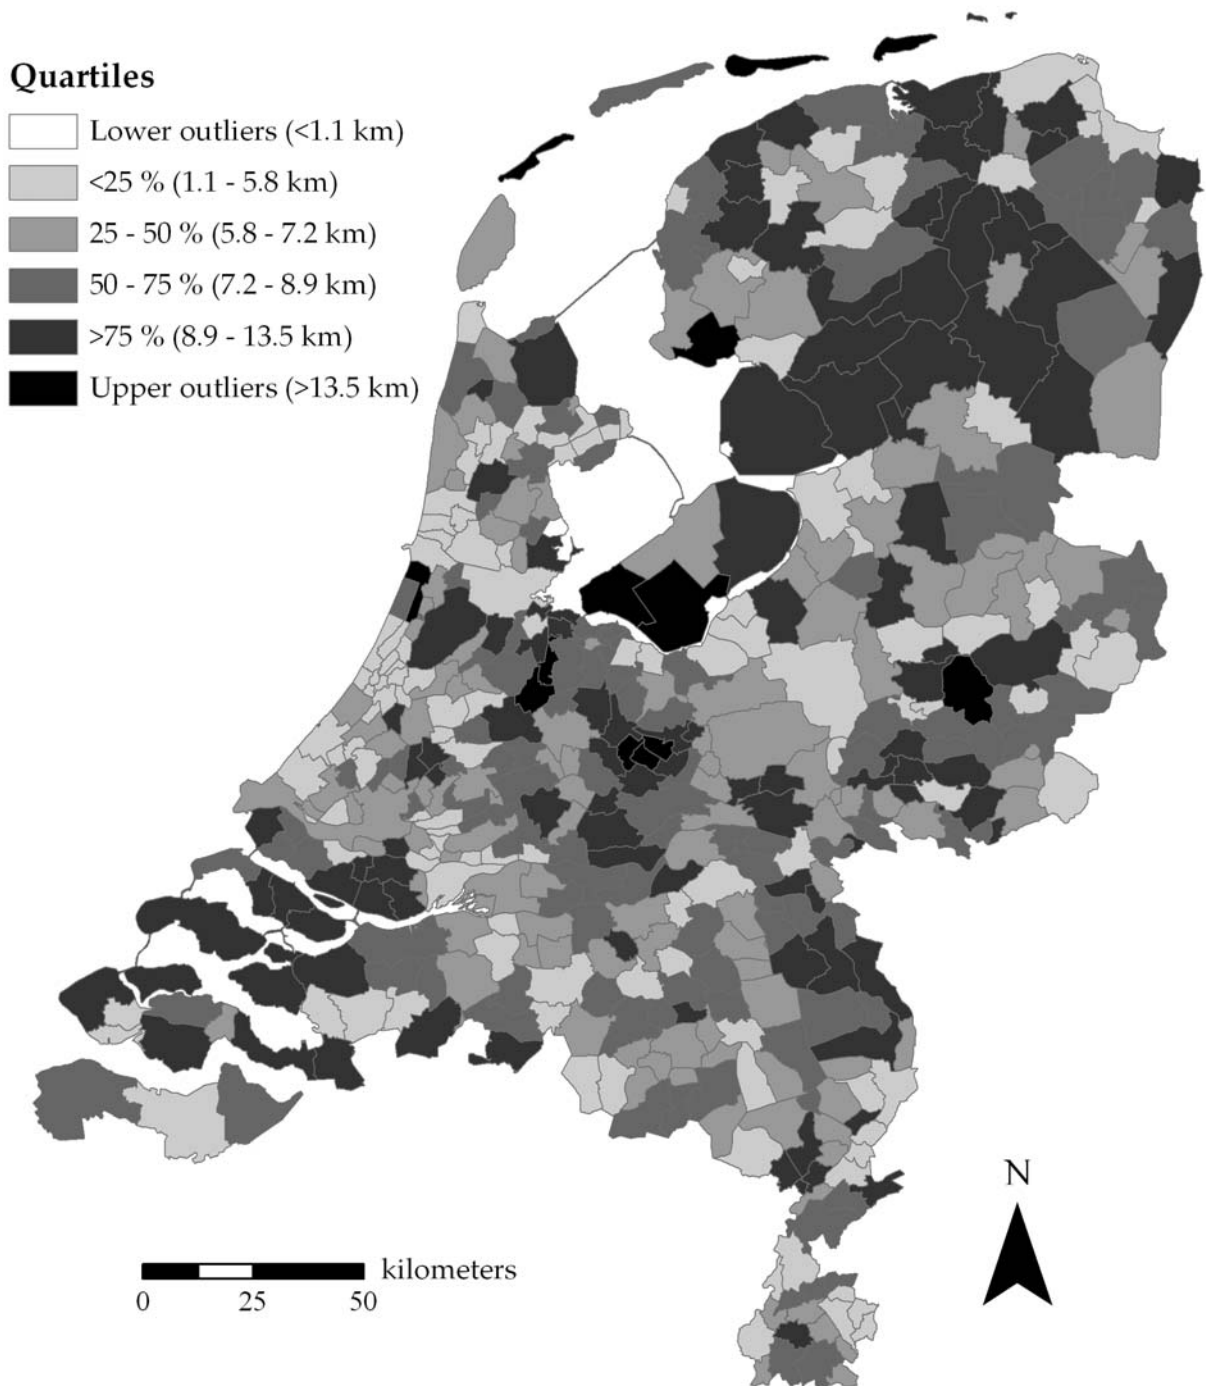 Quartiles
Lower outliers (<1.1 km)
<25 % (1.1 - 5.8 km)
25 - 50 % (5.8 - 7.2 km)
50 - 75 % (7.2 - 8.9 km)
>75 % (8.9 - 13.5 km)
Upper outliers (>13.5 km)
N
kilometers
0 25 50